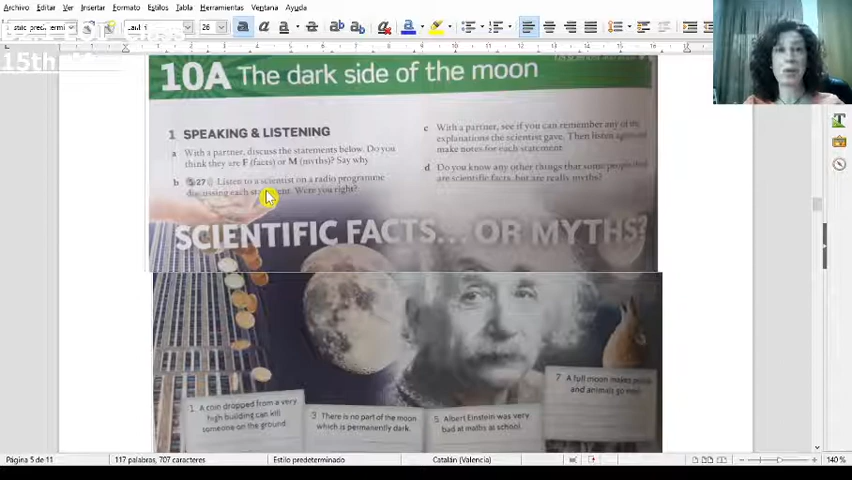 Archivo Editar Ver Insertar Formato Estilos Tabla Herramientas Ventana Ayuda
26
15th
10A The dark side of the moon
1 SPEAKING & LISTENING
a With a partner, discuss the statements below. Do you
think they are F (facts) or M (myths)? Say why
b 5 27 Listen to a scientist on a radio programme
discussing each statement. Were you right?
c With a partner, see if you can remember any of the
explanations the scientist gave. Then listen again and
make notes for each statement
d Do you know any other things that some people
are scientific facts, but are really myths?
SCIENTIFIC FACTS... OR MYTHS?
1 A coin dropped from a very
high building can kill
someone on the ground.
3 There is no part of the moon
which is permanently dark.
5 Albert Einstein was very
bad at maths at school.
7 A full moon makes people
and animals go mad.
Página 5 de 11 117 palabras, 707 caracteres Estilo predeterminado Catalán (Valencia) 140 %